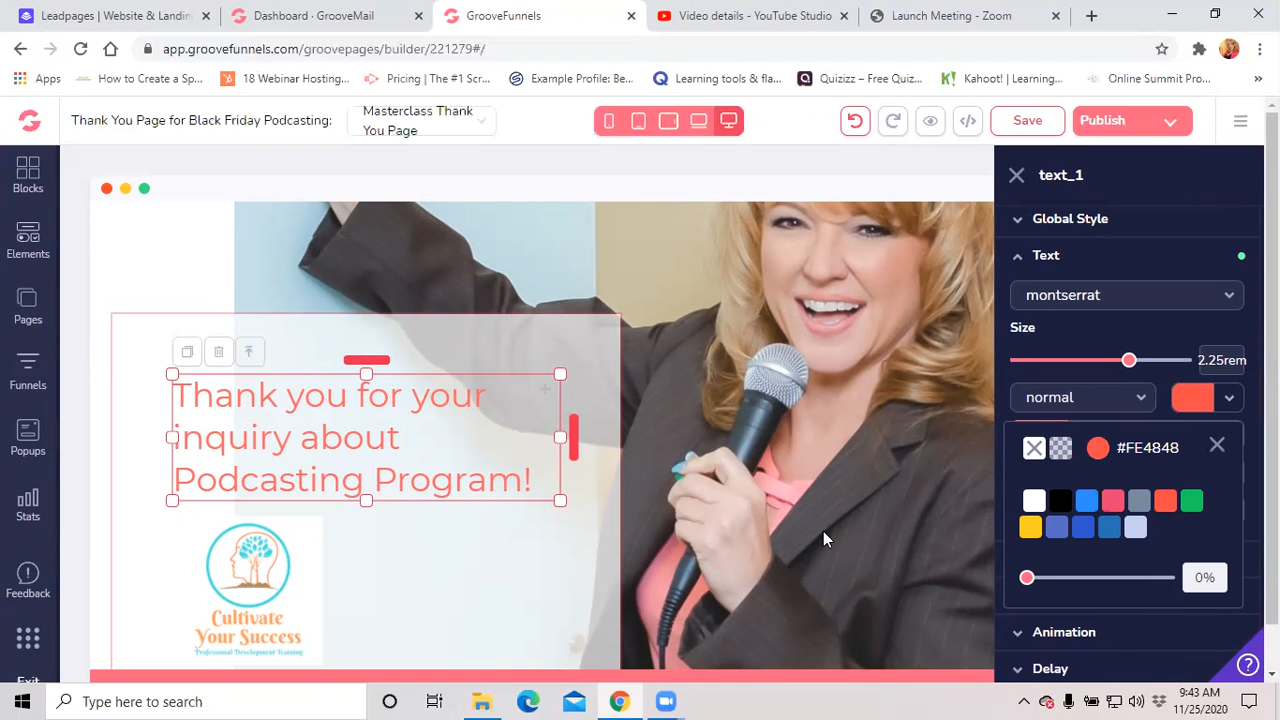 Leadpages | Website & Landing P
Dashboard · GrooveMail
GrooveFunnels
Video details - YouTube Studio
Launch Meeting - Zoom
app.groovefunnels.com/groovepages/builder/221279#/
Apps
How to Create a Sp...
18 Webinar Hosting...
Pricing | The #1 Scr...
Example Profile: Be...
Learning tools & fla...
Quizizz – Free Quiz...
Kahoot! | Learning...
Online Summit Pro...
Thank You Page for Black Friday Podcasting:
Masterclass Thank
You Page
Save
Publish
Blocks
Elements
Pages
Funnels
Popups
Stats
Feedback
Exit
Thank you for your
inquiry about
Podcasting Program!
Cultivate
Your Success
Professional Development Training
text_1
Global Style
Text
montserrat
Size
2.25rem
normal
#FE4848
0%
Animation
Delay
Type here to search
9:43 AM
11/25/2020